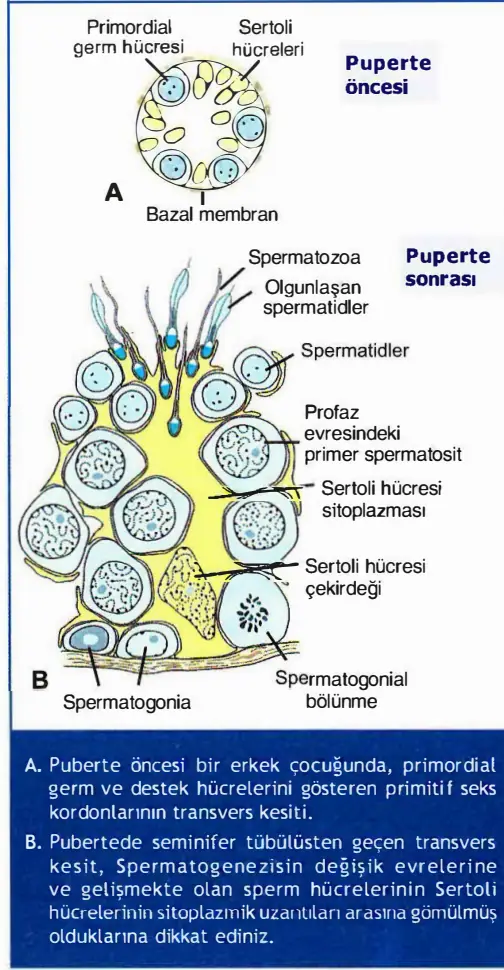 Primordial
germ hücresi
Sertoli
hücreleri
Puperte
öncesi
A
Bazal membran
Spermatozoa
Puperte
sonrası
Olgunlaşan
spermatidler
Spermatidler
Profaz
evresindeki
primer spermatosit
Sertoli hücresi
sitoplazması
Sertoli hücresi
çekirdeği
B
Spermatogonia
Spermatogonial
bölünme
A. Puberte öncesi bir erkek çocuğunda, primordial
germ ve destek hücrelerini gösteren primitif seks
kordonlarının transvers kesiti.
B. Pubertede seminifer tübülüsten geçen transvers
kesit, Spermatogenezisin değişik evrelerine
ve gelişmekte olan sperm hücrelerinin Sertoli
hücrelerinin sitoplazmik uzantıları arasına gömülmüş
olduklarına dikkat ediniz.